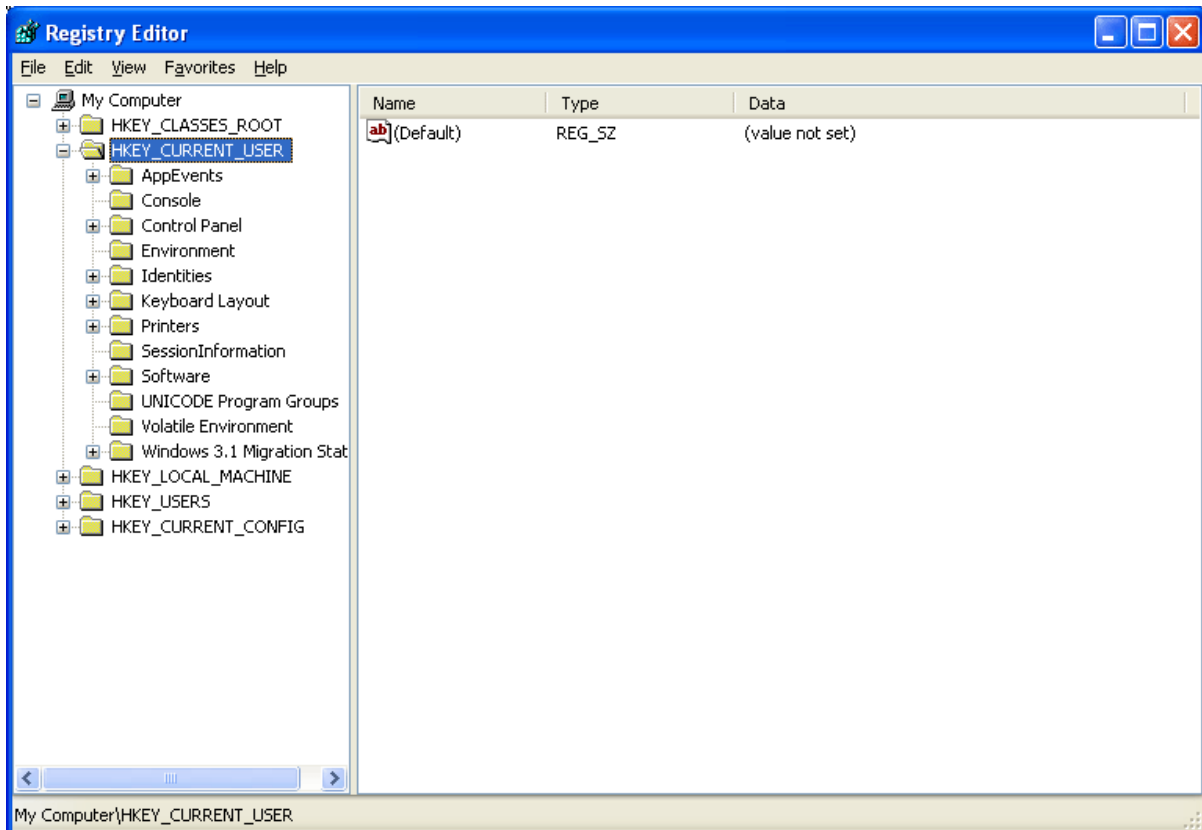 Registry Editor
File Edit View Favorites Help
My Computer
HKEY_CLASSES_ROOT
HKEY_CURRENT_USER
AppEvents
Console
Control Panel
Environment
Identities
Keyboard Layout
Printers
SessionInformation
Software
UNICODE Program Groups
Volatile Environment
Windows 3.1 Migration Stat
HKEY_LOCAL_MACHINE
HKEY_USERS
HKEY_CURRENT_CONFIG
Name Type Data
ab (Default) REG_SZ (value not set)
My Computer\HKEY_CURRENT_USER